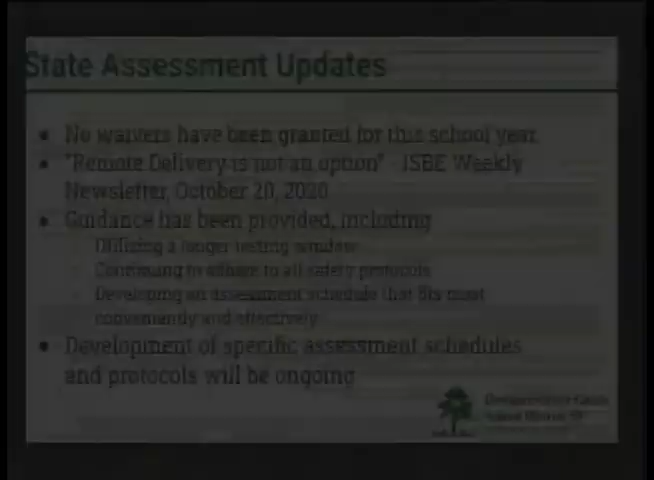 State Assessment Updates
• No waivers have been granted for this school year
• "Remote Delivery is not an option" - ISBE Weekly
Newsletter, October 20, 2020
• Guidance has been provided, including
- Utilizing a longer testing window
- Continuing to adhere to all safety protocols
- Developing an assessment schedule that fits most
conveniently and effectively
• Development of specific assessment schedules
and protocols will be ongoing